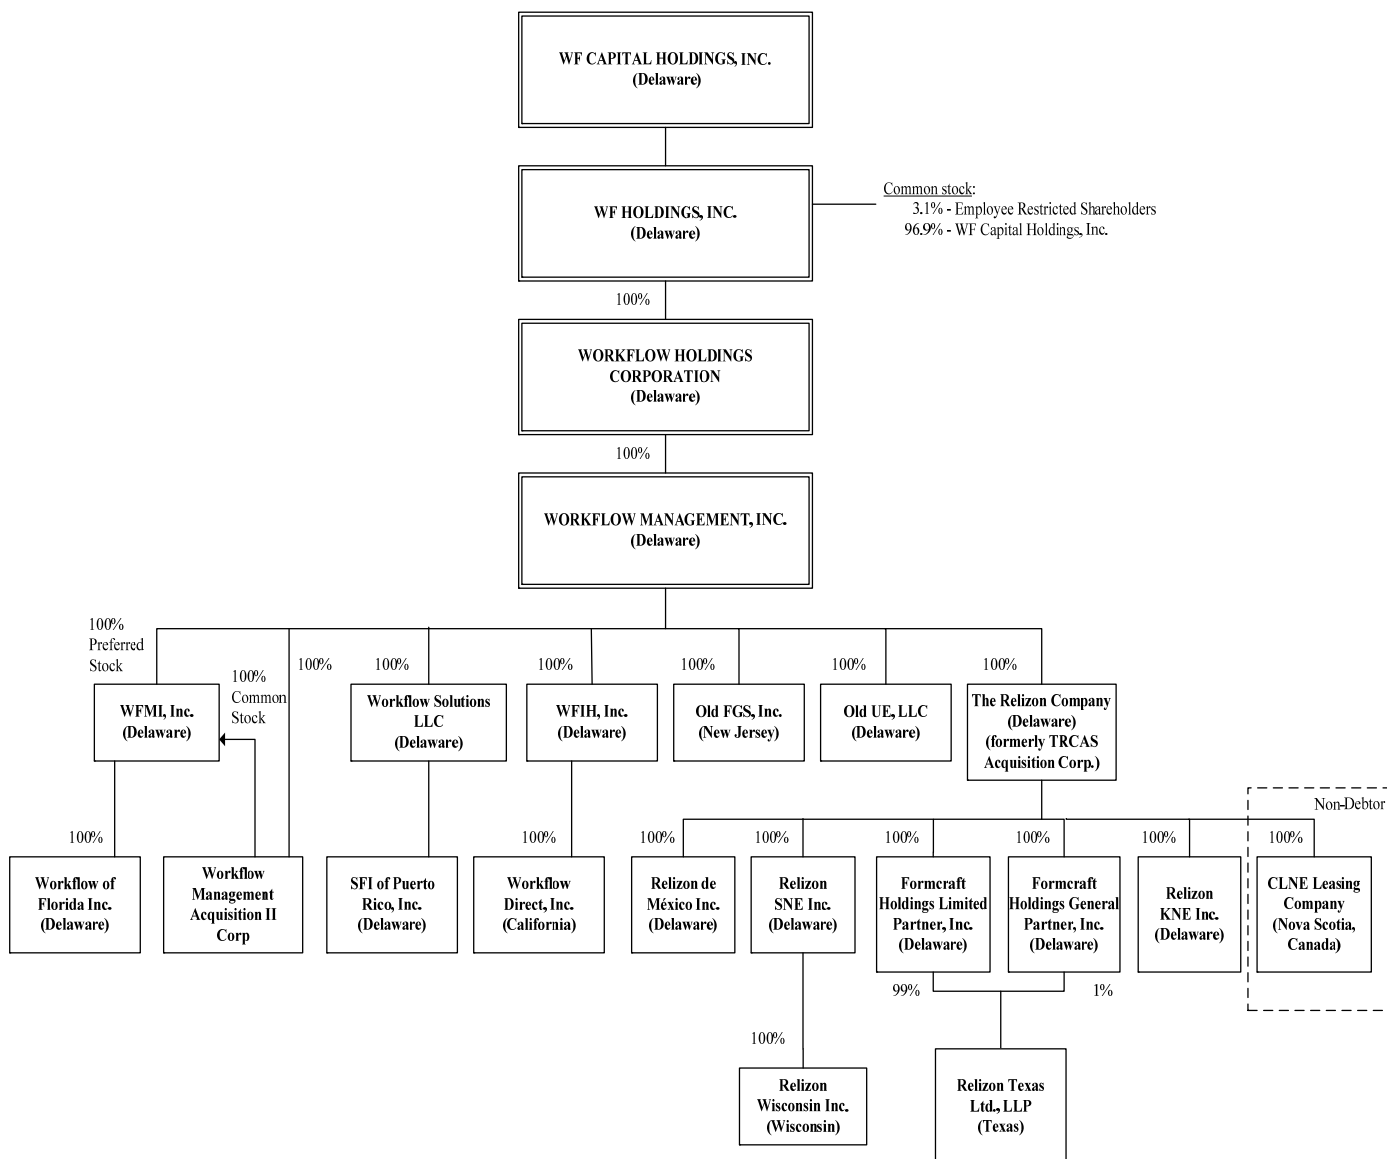 WF CAPITAL HOLDINGS, INC.
(Delaware)
WF HOLDINGS, INC.
(Delaware)
Common stock:
3.1% - Employee Restricted Shareholders
96.9% - WF Capital Holdings, Inc.
100%
WORKFLOW HOLDINGS
CORPORATION
(Delaware)
100%
WORKFLOW MANAGEMENT, INC.
(Delaware)
100%
Preferred
Stock
100%
Common
Stock
100%
100%
100%
100%
100%
100%
WFMI, Inc.
(Delaware)
Workflow Solutions
LLC
(Delaware)
WFIH, Inc.
(Delaware)
Old FGS, Inc.
(New Jersey)
Old UE, LLC
(Delaware)
The Relizon Company
(Delaware)
(formerly TRCAS
Acquisition Corp.)
Non-Debtor
100%
100%
100%
100%
100%
100%
100%
100%
Workflow of
Florida Inc.
(Delaware)
Workflow
Management
Acquisition II
Corp
SFI of Puerto
Rico, Inc.
(Delaware)
Workflow
Direct, Inc.
(California)
Relizon de
México Inc.
(Delaware)
Relizon
SNE Inc.
(Delaware)
Formcraft
Holdings Limited
Partner, Inc.
(Delaware)
Formcraft
Holdings General
Partner, Inc.
(Delaware)
Relizon
KNE Inc.
(Delaware)
CLNE Leasing
Company
(Nova Scotia,
Canada)
99%
1%
100%
Relizon
Wisconsin Inc.
(Wisconsin)
Relizon Texas
Ltd., LLP
(Texas)